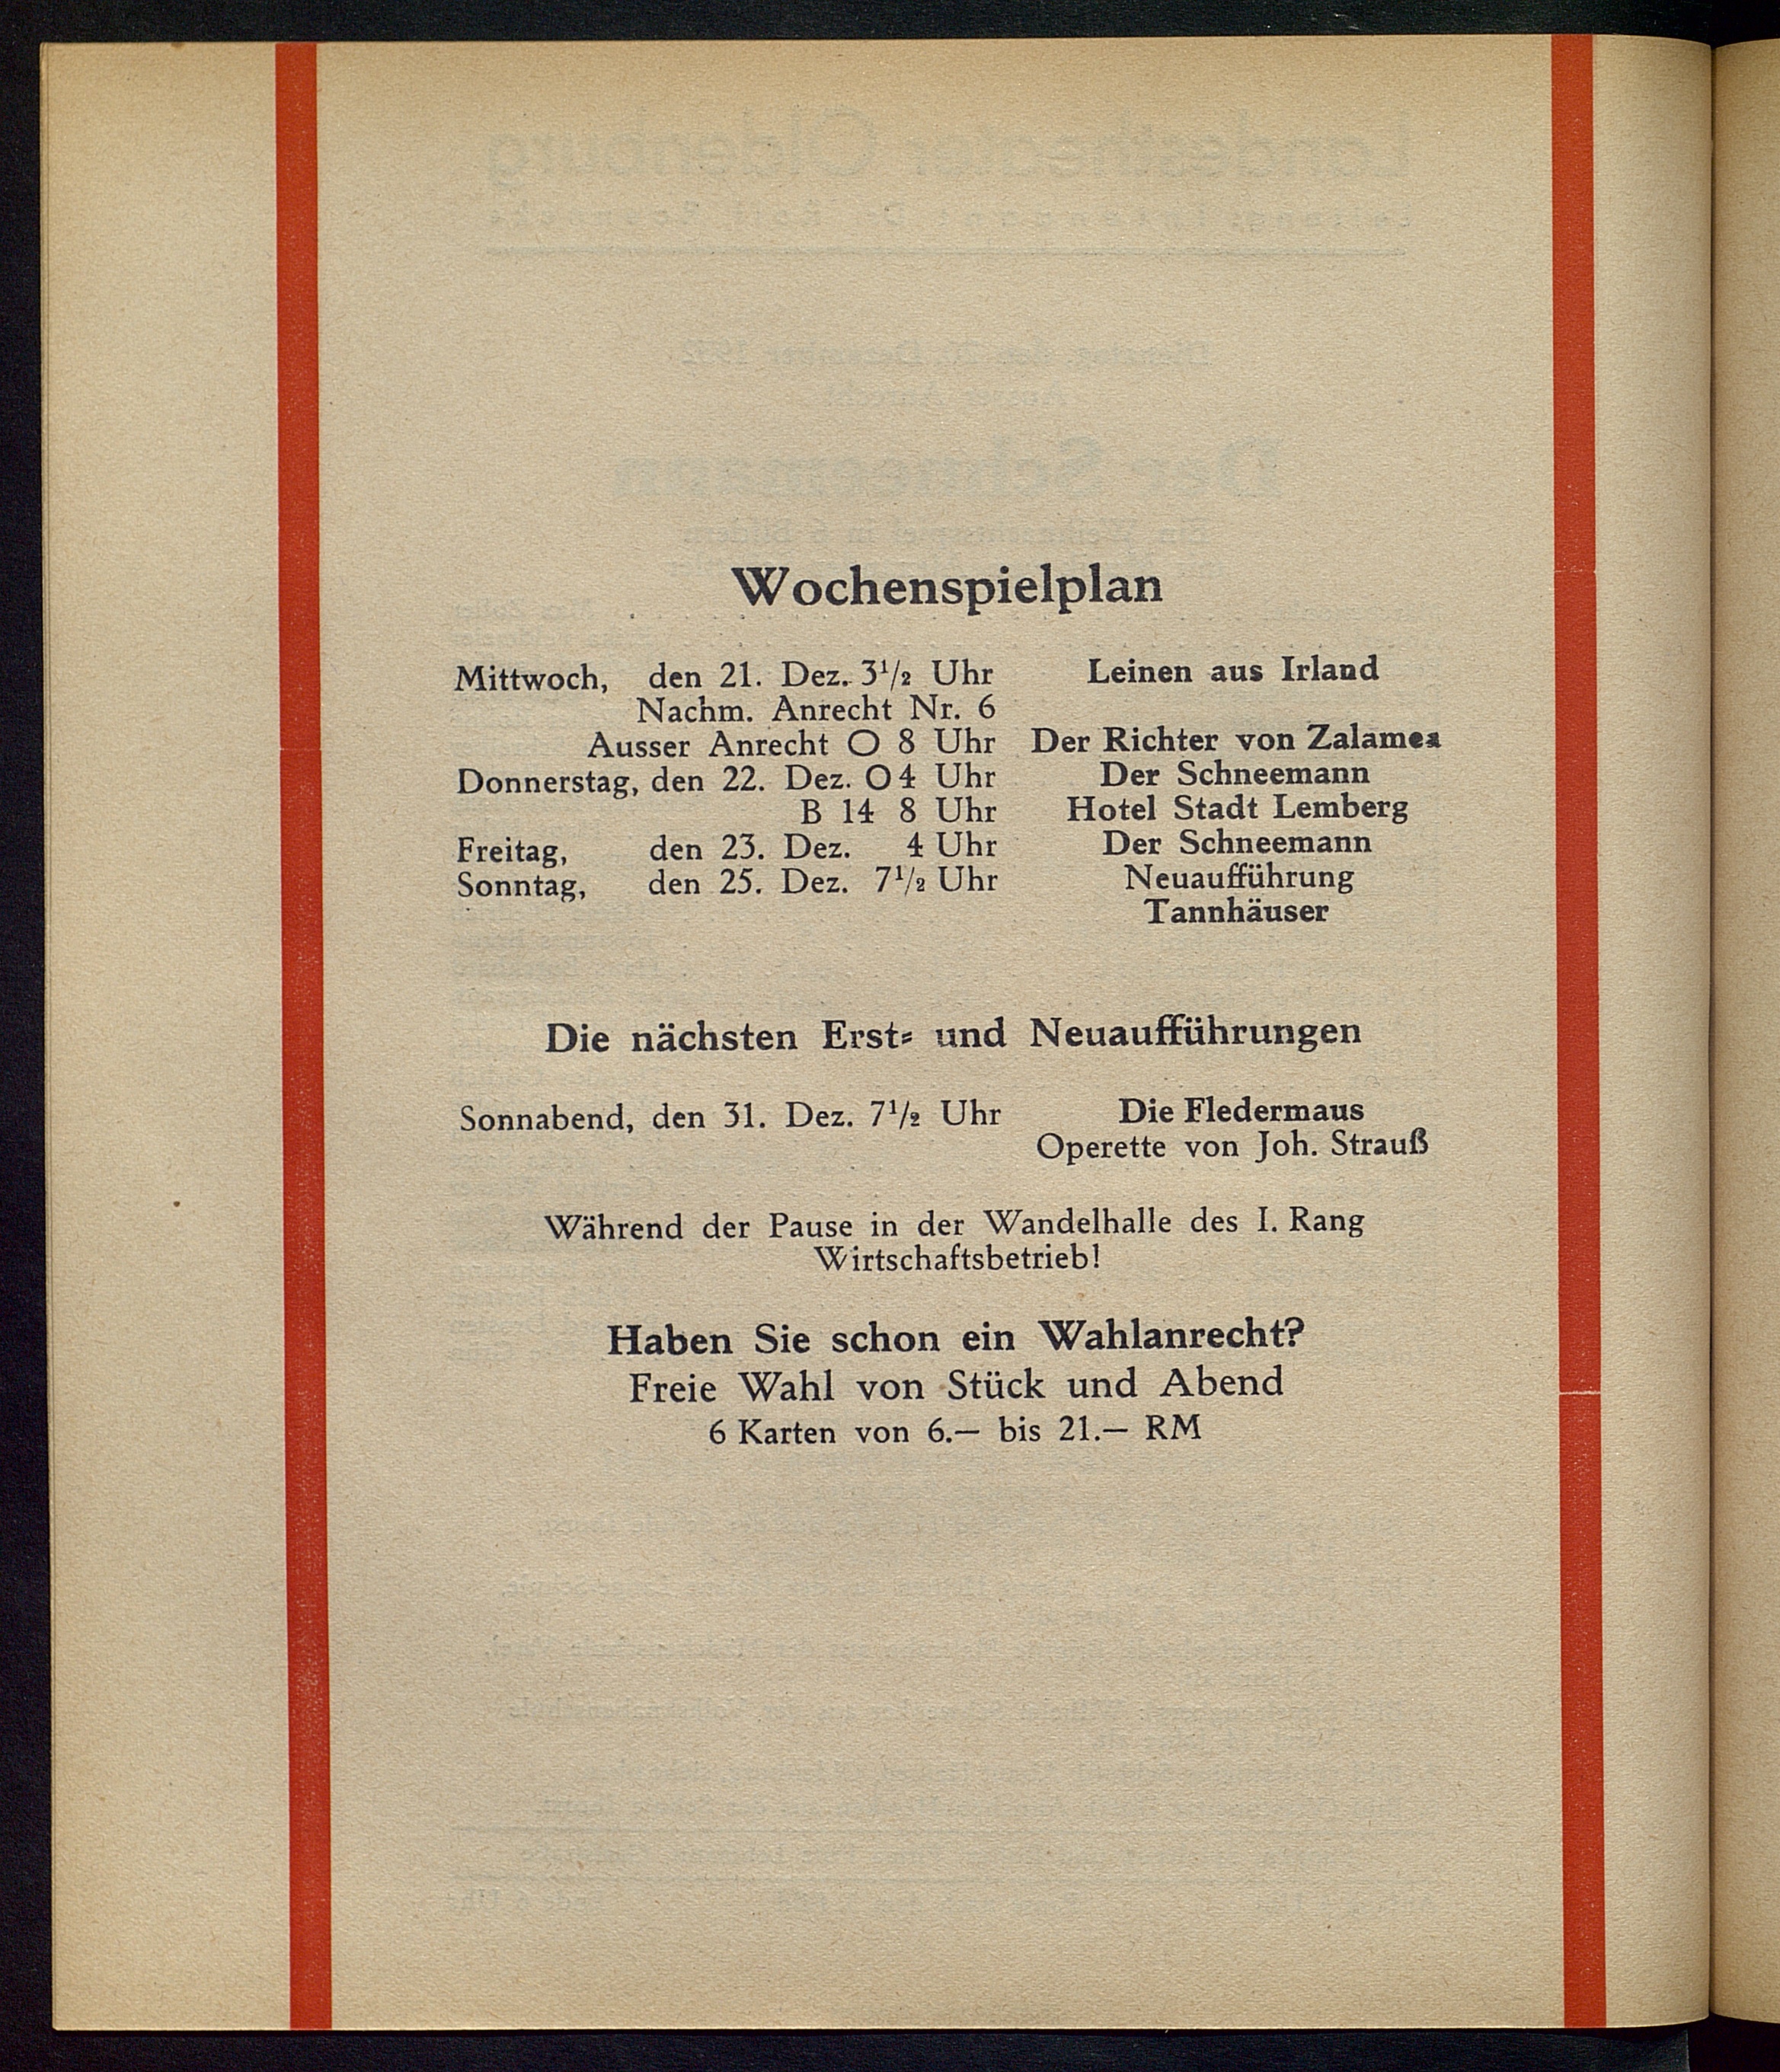 Wochenspielplan
Mittwoch, den 21. Dez. 3½ Uhr Leinen aus Irland
Nachm. Anrecht Nr. 6
Ausser Anrecht O 8 Uhr Der Richter von Zalamea
Donnerstag, den 22. Dez. O 4 Uhr Der Schneemann
B 14 8 Uhr Hotel Stadt Lemberg
Freitag, den 23. Dez. 4 Uhr Der Schneemann
Sonntag, den 25. Dez. 7½ Uhr Neuaufführung
Tannhäuser
Die nächsten Erst- und Neuaufführungen
Sonnabend, den 31. Dez. 7½ Uhr Die Fledermaus
Operette von Joh. Strauß
Während der Pause in der Wandelhalle des I. Rang
Wirtschaftsbetrieb!
Haben Sie schon ein Wahlanrecht?
Freie Wahl von Stück und Abend
6 Karten von 6.— bis 21.— RM